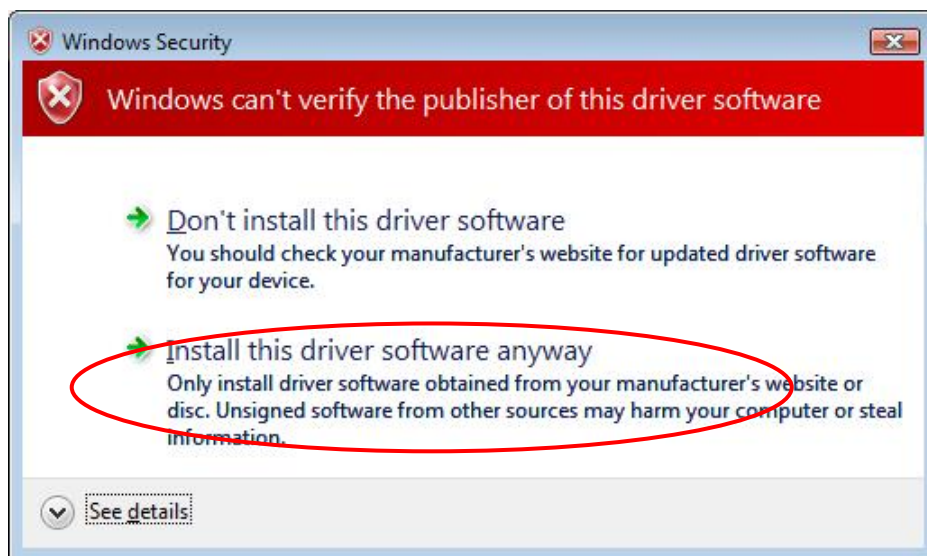 Windows Security
Windows can't verify the publisher of this driver software
Don't install this driver software
You should check your manufacturer's website for updated driver software
for your device.
Install this driver software anyway
Only install driver software obtained from your manufacturer's website or
disc. Unsigned software from other sources may harm your computer or steal
information.
See details